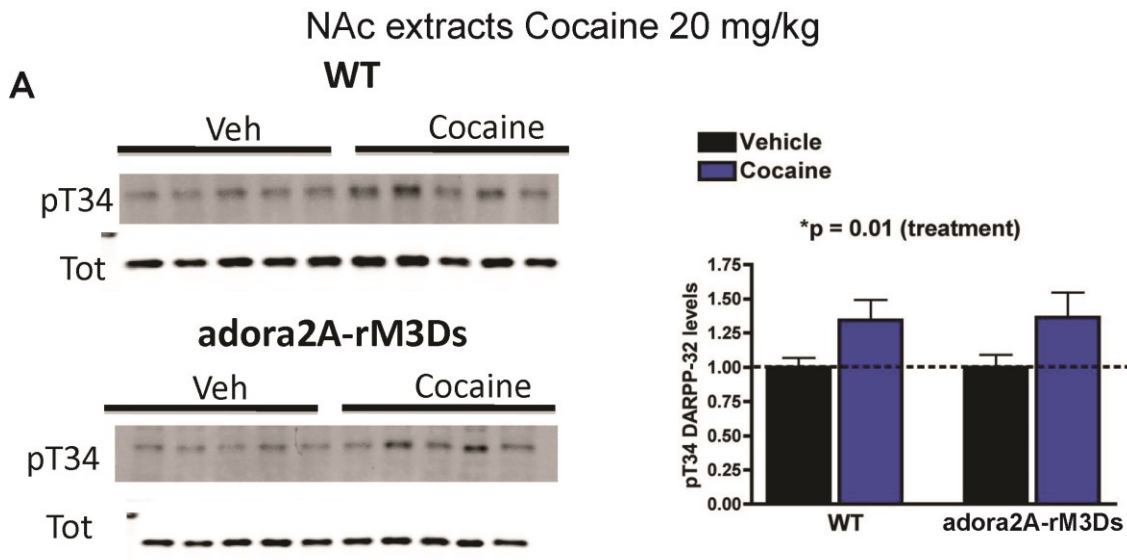 NAc extracts Cocaine 20 mg/kg
A
WT
Veh Cocaine
pT34
Tot
adora2A-rM3Ds
Veh Cocaine
pT34
Tot
Vehicle
Cocaine
*p = 0.01 (treatment)
pT34 DARPP-32 levels
1.75
1.50
1.25
1.00
0.75
0.50
0.25
0.00
WT adora2A-rM3Ds